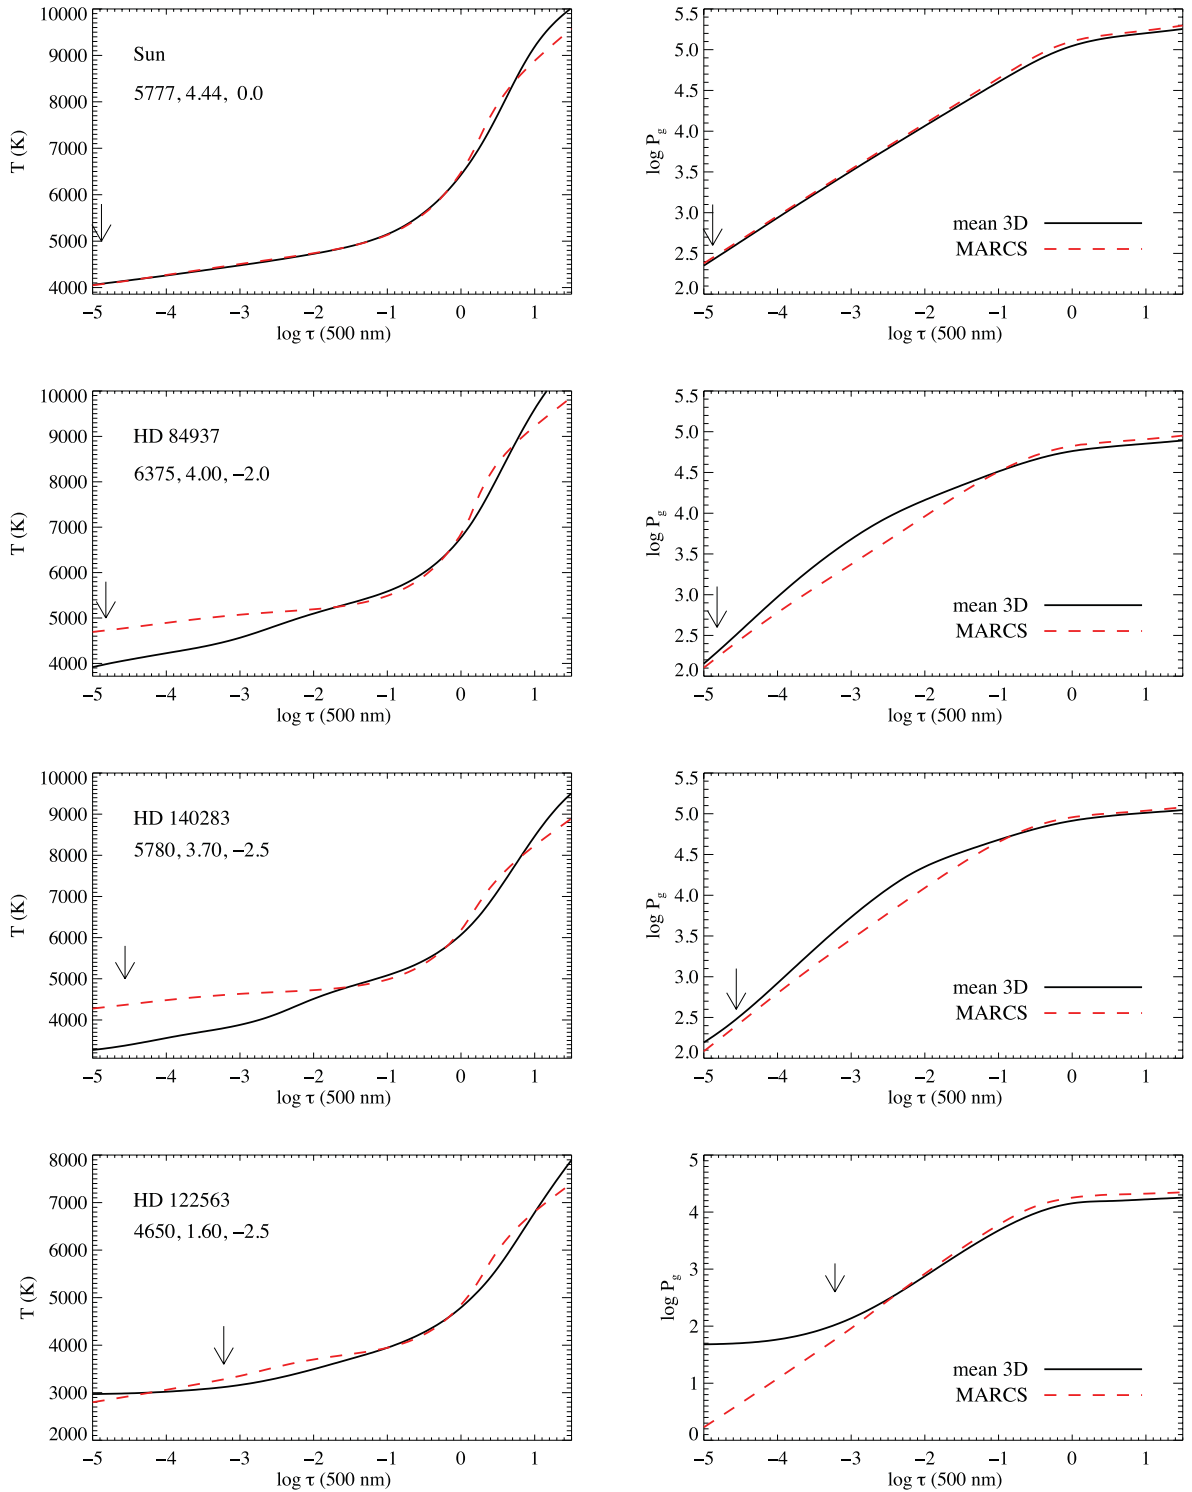 10000
9000
8000
7000
6000
5000
4000
T (K)
Sun
5777, 4.44, 0.0
−5 −4 −3 −2 −1 0 1
log τ (500 nm)
5.5
5.0
4.5
4.0
3.5
3.0
2.5
2.0
log Pg
mean 3D
MARCS
−5 −4 −3 −2 −1 0 1
log τ (500 nm)
10000
9000
8000
7000
6000
5000
4000
T (K)
HD 84937
6375, 4.00, −2.0
−5 −4 −3 −2 −1 0 1
log τ (500 nm)
5.5
5.0
4.5
4.0
3.5
3.0
2.5
2.0
log Pg
mean 3D
MARCS
−5 −4 −3 −2 −1 0 1
log τ (500 nm)
10000
9000
8000
7000
6000
5000
4000
T (K)
HD 140283
5780, 3.70, −2.5
−5 −4 −3 −2 −1 0 1
log τ (500 nm)
5.5
5.0
4.5
4.0
3.5
3.0
2.5
2.0
log Pg
mean 3D
MARCS
−5 −4 −3 −2 −1 0 1
log τ (500 nm)
8000
7000
6000
5000
4000
3000
2000
T (K)
HD 122563
4650, 1.60, −2.5
−5 −4 −3 −2 −1 0 1
log τ (500 nm)
5
4
3
2
1
0
log Pg
mean 3D
MARCS
−5 −4 −3 −2 −1 0 1
log τ (500 nm)